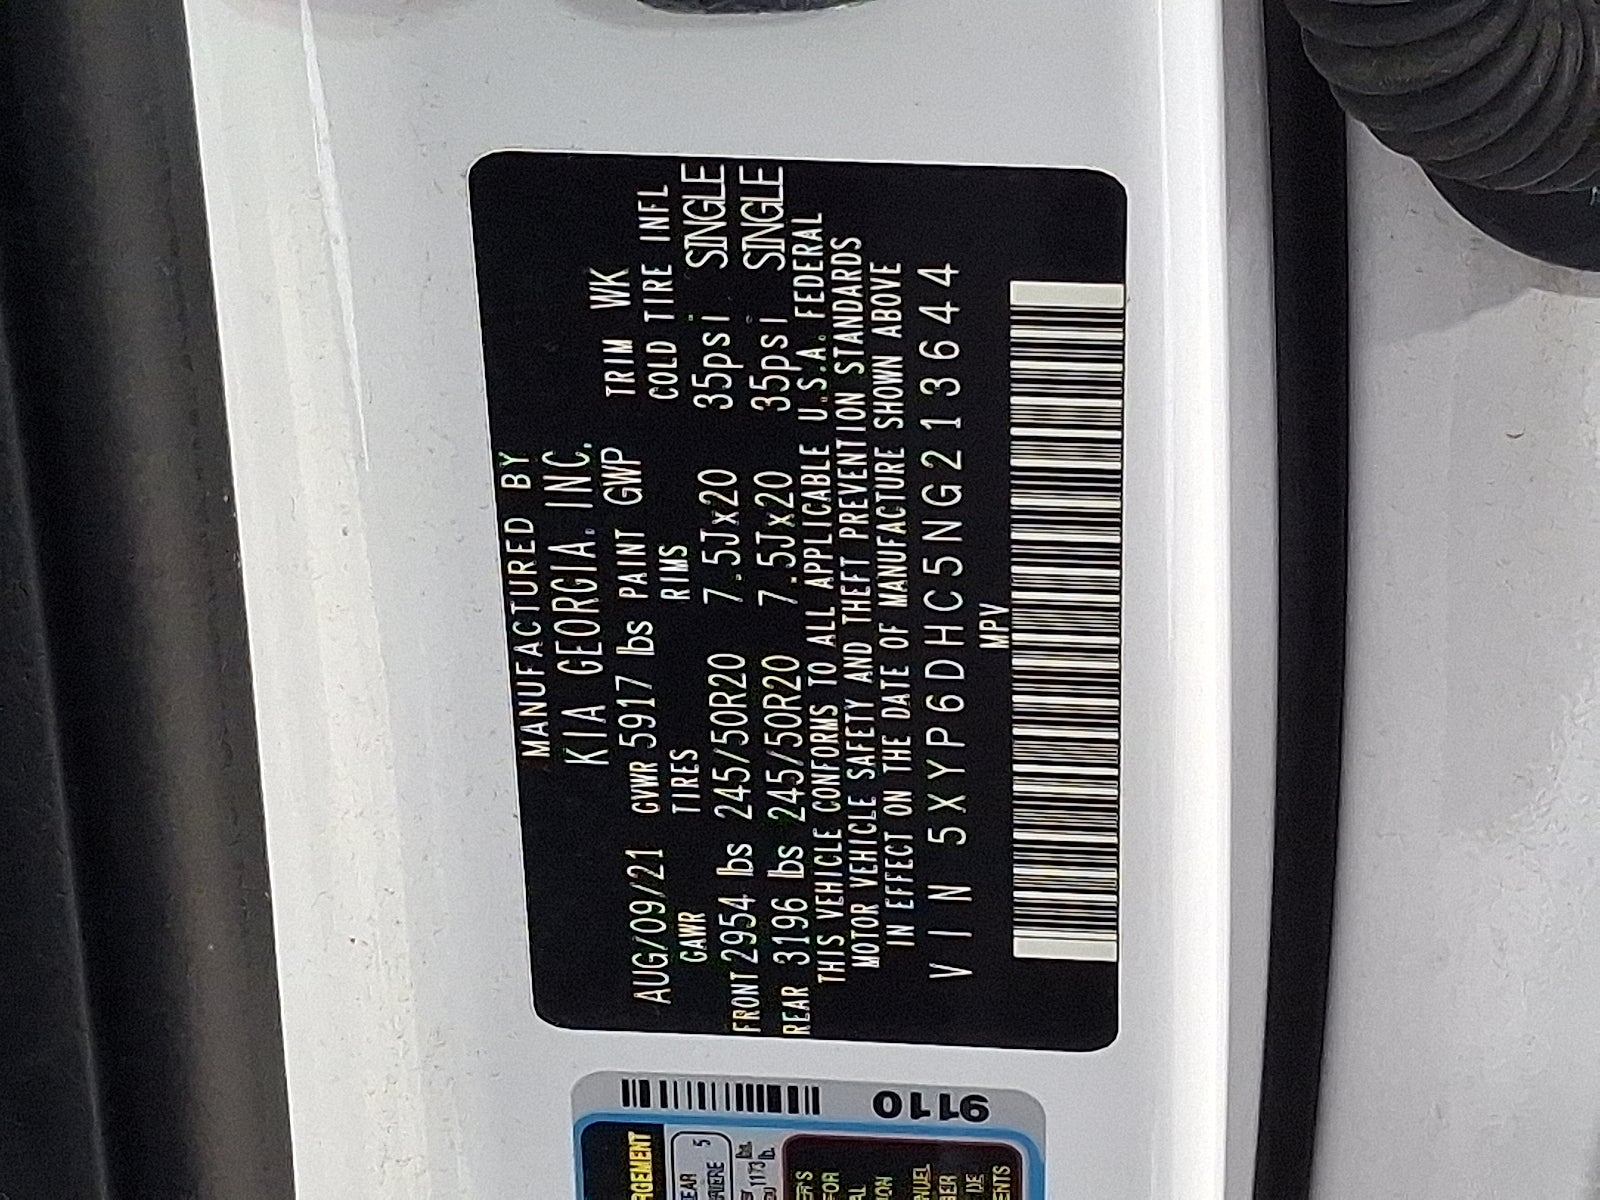 MANUFACTURED BY
KIA GEORGIA. INC.
AUG/09/21 GVWR 5917 lbs PAINT GWP TRIM WK
GAWR TIRES RIMS COLD TIRE INFL
FRONT 2954 lbs 245/50R20 7.5Jx20 35psi SINGLE
REAR 3196 lbs 245/50R20 7.5Jx20 35psi SINGLE
THIS VEHICLE CONFORMS TO ALL APPLICABLE U.S.A. FEDERAL
MOTOR VEHICLE SAFETY AND THEFT PREVENTION STANDARDS
IN EFFECT ON THE DATE OF MANUFACTURE SHOWN ABOVE
VIN 5XYP6DHC5NG213644
MPV
9110
RGEMENT
5
1173